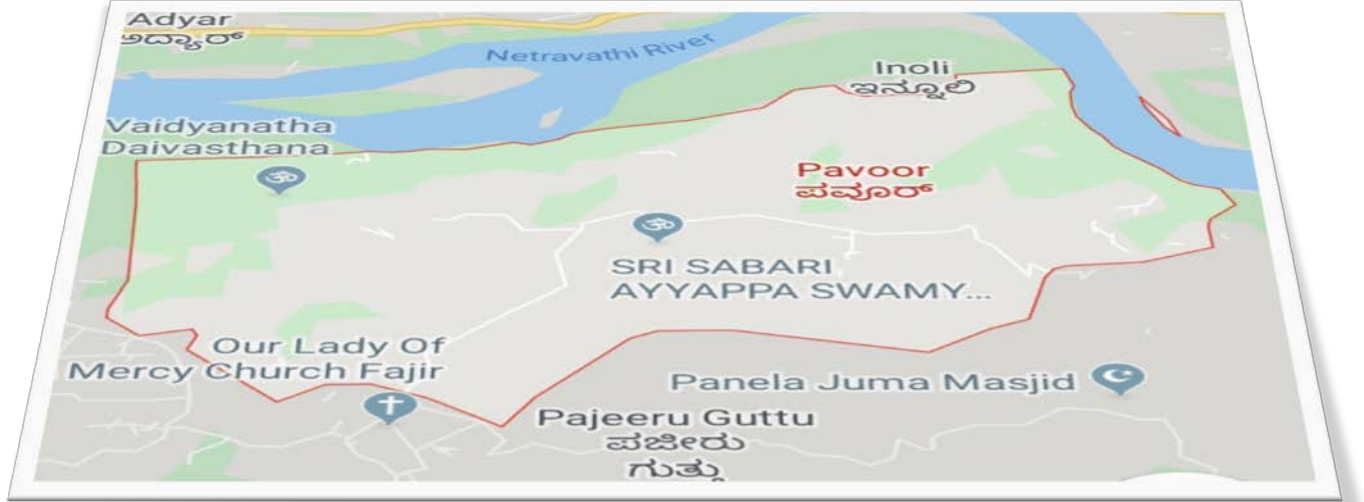 Adyar
ಅದ್ಯಾರ್
Netravathi River
Inoli
ಇನ್ನೂಲಿ
Vaidyanatha
Daivasthana
Pavoor
ಪವೂರ್
SRI SABARI
AYYAPPA SWAMY...
Our Lady Of
Mercy Church Fajir
Panela Juma Masjid
Pajeeru Guttu
ಪಜೀರು
ಗುತ್ತು